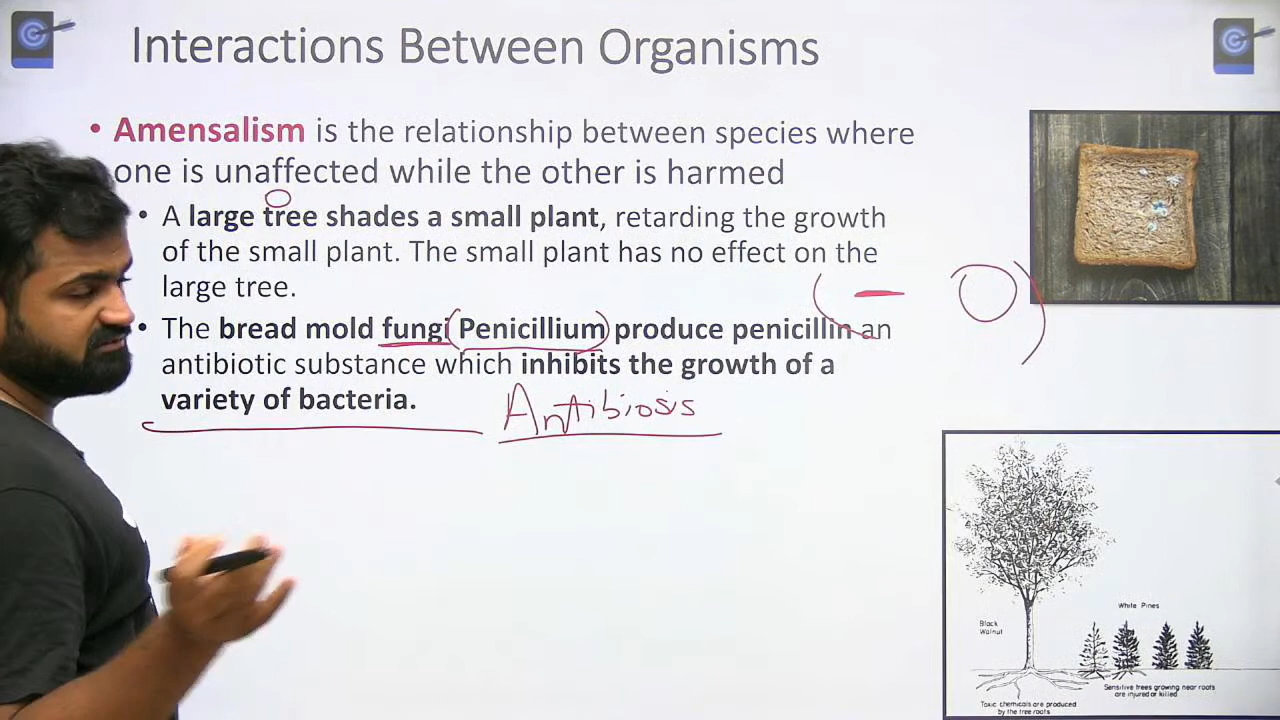 Interactions Between Organisms
• Amensalism is the relationship between species where
one is unaffected while the other is harmed
• A large tree shades a small plant, retarding the growth
of the small plant. The small plant has no effect on the
large tree.
• The bread mold fungi (Penicillium) produce penicillin an
antibiotic substance which inhibits the growth of a
variety of bacteria.
Antibiosis
( – O )
White Pines
Black
Walnut
Sensitive trees growing near roots
are injured or killed
Toxic chemicals are produced
by the tree roots